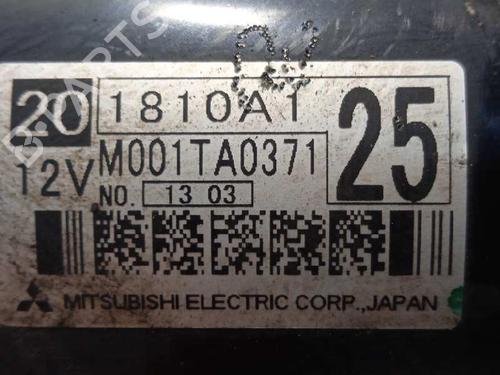 20 1810A1 25
12V M001TA0371
NO. 13 03
MITSUBISHI ELECTRIC CORP., JAPAN